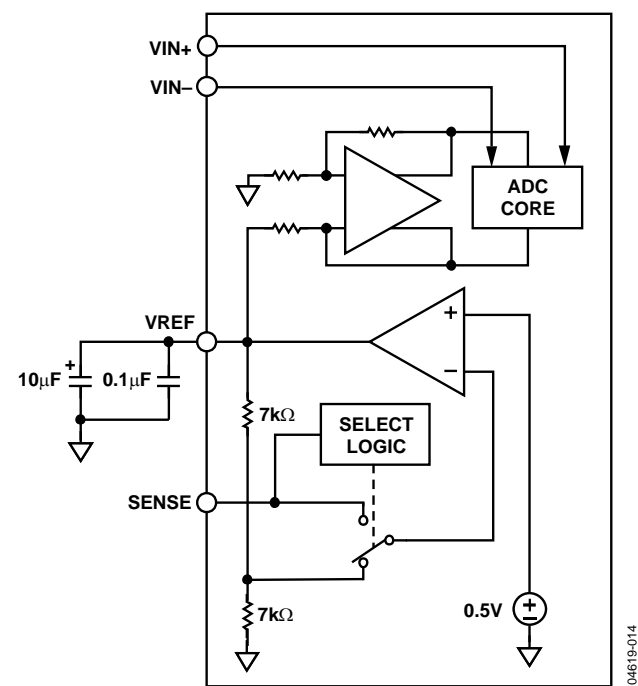 VIN+
VIN–
ADC
CORE
VREF
+
+
–
10µF
0.1µF
7kΩ
SELECT
LOGIC
SENSE
7kΩ
0.5V
+
–
04619-014